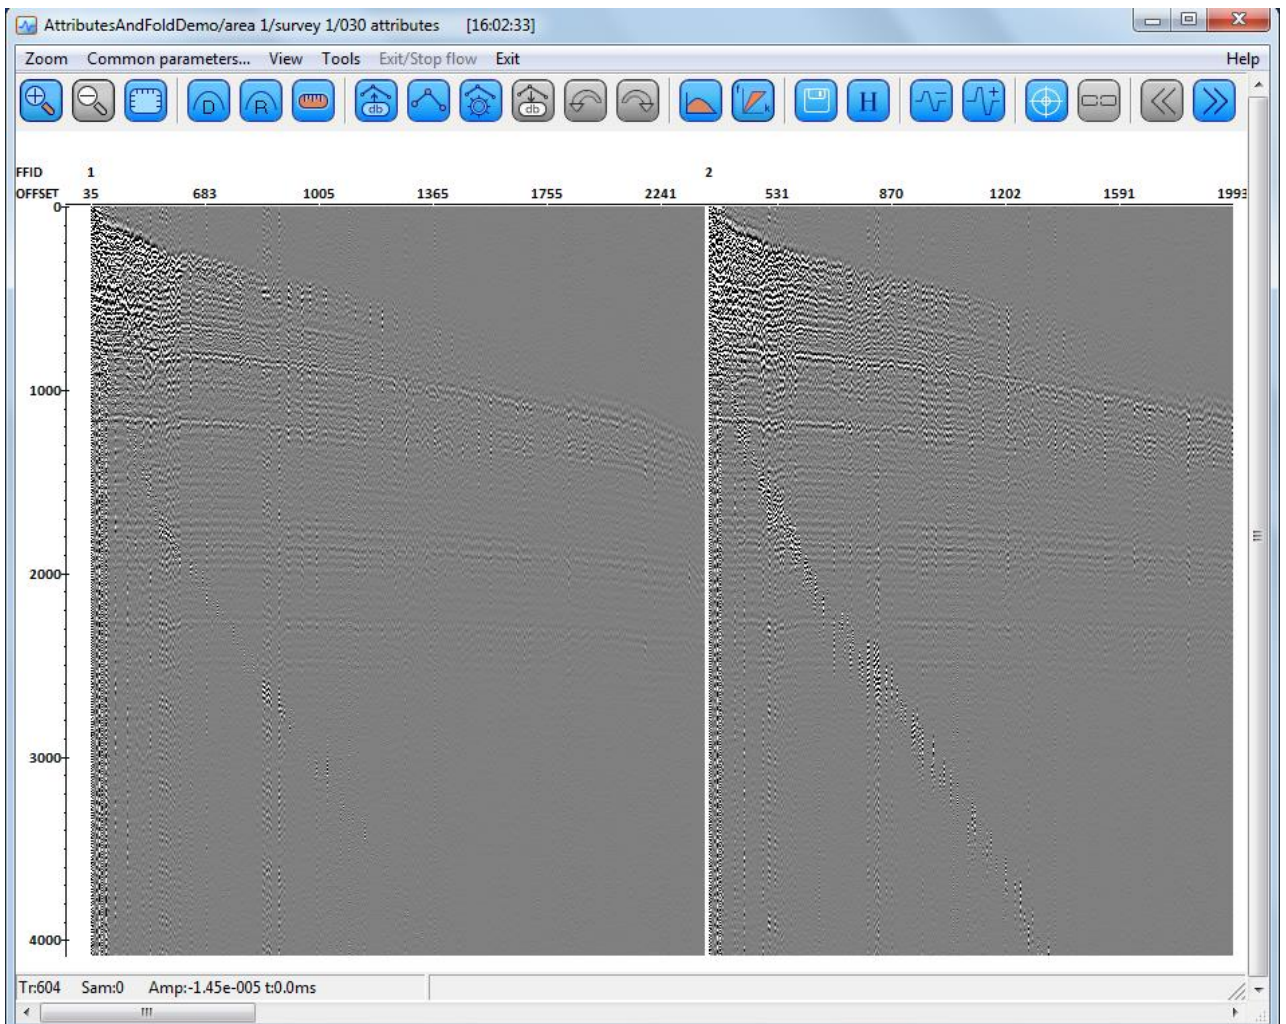 AttributesAndFoldDemo/area 1/survey 1/030 attributes [16:02:33]
Zoom Common parameters... View Tools Exit/Stop flow Exit Help
D R db db f k H
FFID 1 2
OFFSET 35 683 1005 1365 1755 2241 531 870 1202 1591 1993
0
1000
2000
3000
4000
Tr:604 Sam:0 Amp:-1.45e-005 t:0.0ms